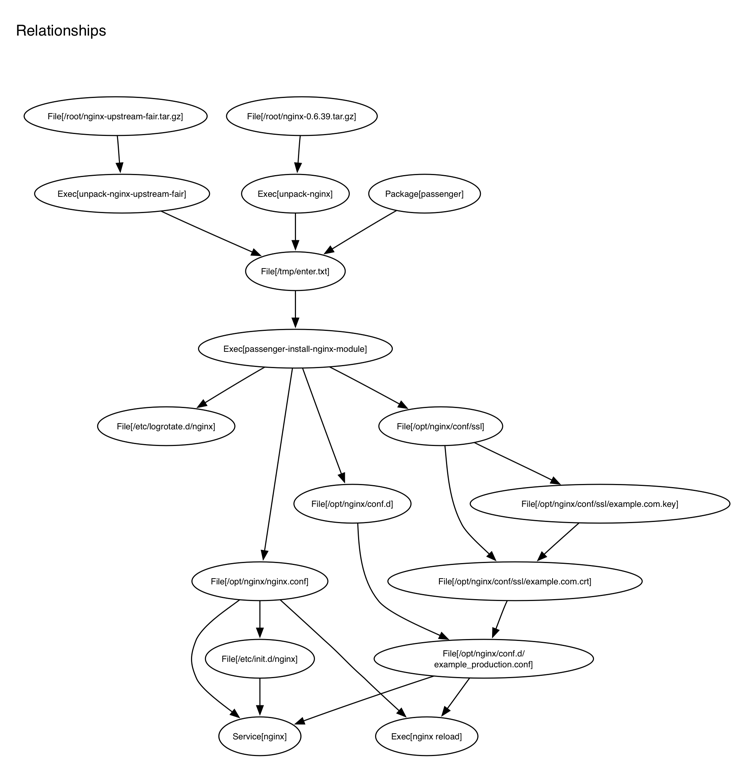 Relationships
File[/root/nginx-upstream-fair.tar.gz]
File[/root/nginx-0.6.39.tar.gz]
Exec[unpack-nginx-upstream-fair]
Exec[unpack-nginx]
Package[passenger]
File[/tmp/enter.txt]
Exec[passenger-install-nginx-module]
File[/etc/logrotate.d/nginx]
File[/opt/nginx/conf/ssl]
File[/opt/nginx/conf.d]
File[/opt/nginx/conf/ssl/example.com.key]
File[/opt/nginx/nginx.conf]
File[/opt/nginx/conf/ssl/example.com.crt]
File[/etc/init.d/nginx]
File[/opt/nginx/conf.d/
example_production.conf]
Service[nginx]
Exec[nginx reload]